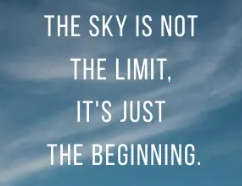 THE SKY IS NOT
THE LIMIT,
IT'S JUST
THE BEGINNING.